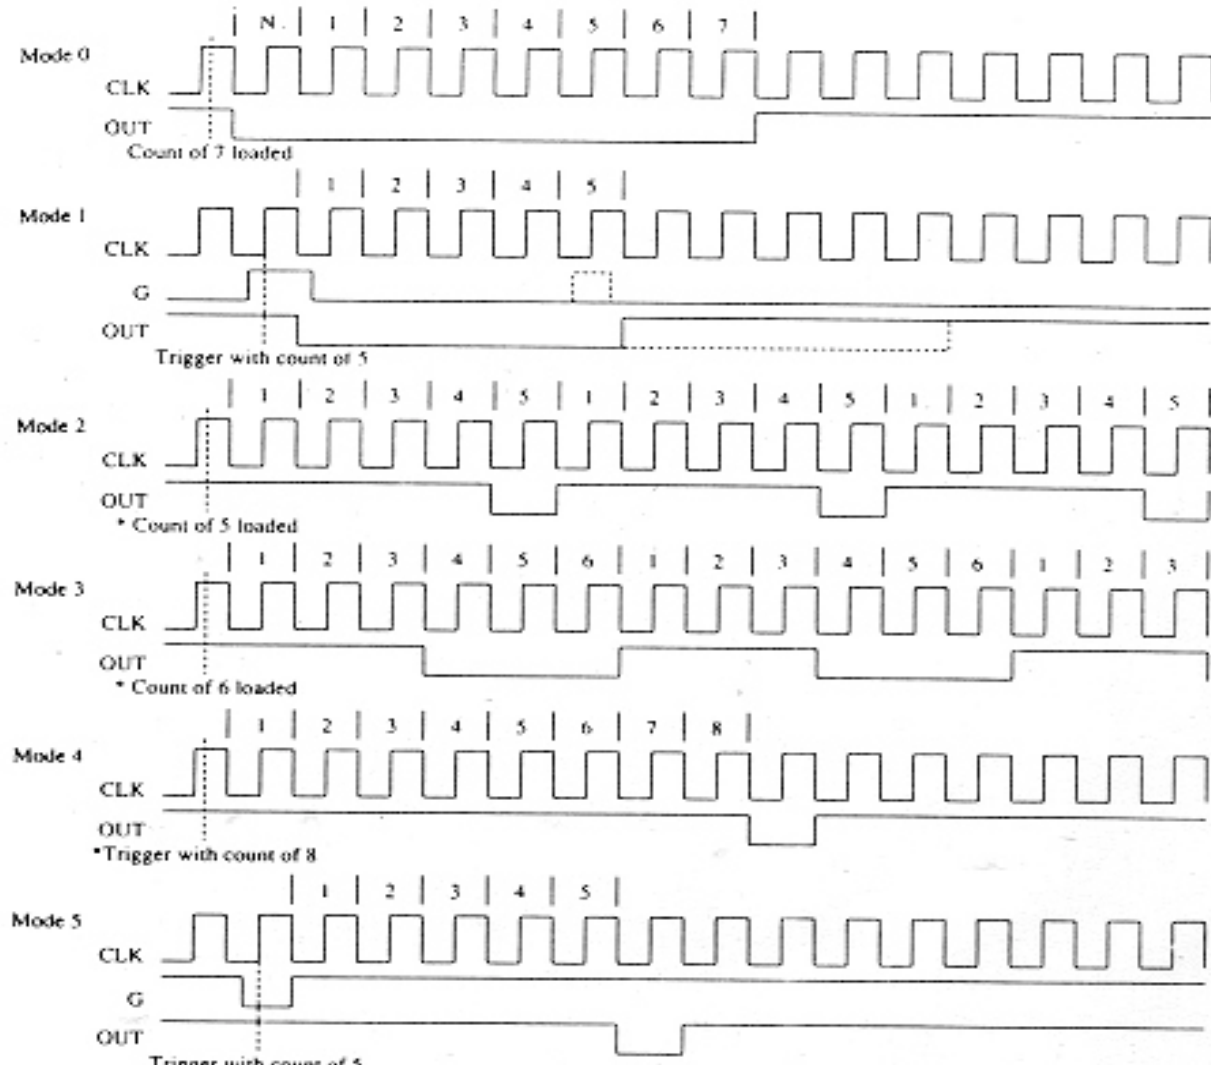 | N. | 1 | 2 | 3 | 4 | 5 | 6 | 7 |
Mode 0
CLK
OUT
Count of 7 loaded
| 1 | 2 | 3 | 4 | 5 |
Mode 1
CLK
G
OUT
Trigger with count of 5
| 1 | 2 | 3 | 4 | 5 | 1 | 2 | 3 | 4 | 5 | 1 | 2 | 3 | 4 | 5 |
Mode 2
CLK
OUT
* Count of 5 loaded
| 1 | 2 | 3 | 4 | 5 | 6 | 1 | 2 | 3 | 4 | 5 | 6 | 1 | 2 | 3 |
Mode 3
CLK
OUT
* Count of 6 loaded
| 1 | 2 | 3 | 4 | 5 | 6 | 7 | 8 |
Mode 4
CLK
OUT
*Trigger with count of 8
| 1 | 2 | 3 | 4 | 5 |
Mode 5
CLK
G
OUT
Trigger with count of 5